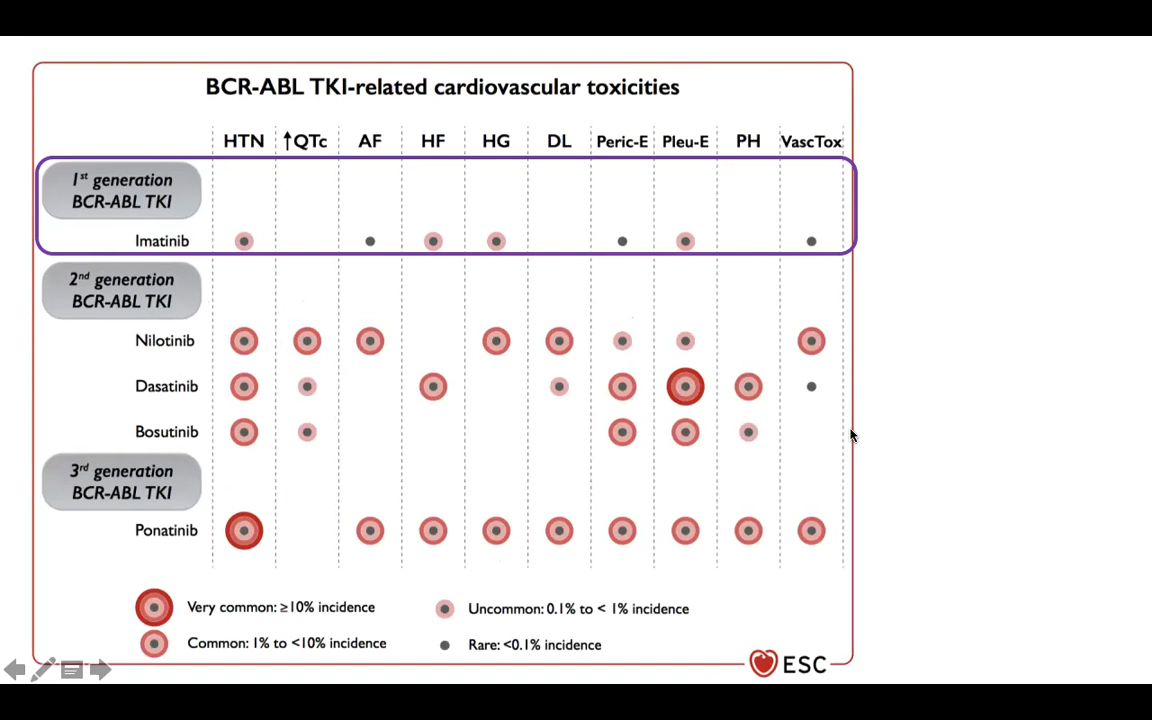 BCR-ABL TKI-related cardiovascular toxicities
HTN ↑QTc AF HF HG DL Peric-E Pleu-E PH VascTox
1st generation
BCR-ABL TKI
Imatinib
2nd generation
BCR-ABL TKI
Nilotinib
Dasatinib
Bosutinib
3rd generation
BCR-ABL TKI
Ponatinib
Very common: ≥10% incidence
Uncommon: 0.1% to < 1% incidence
Common: 1% to <10% incidence
Rare: <0.1% incidence
ESC